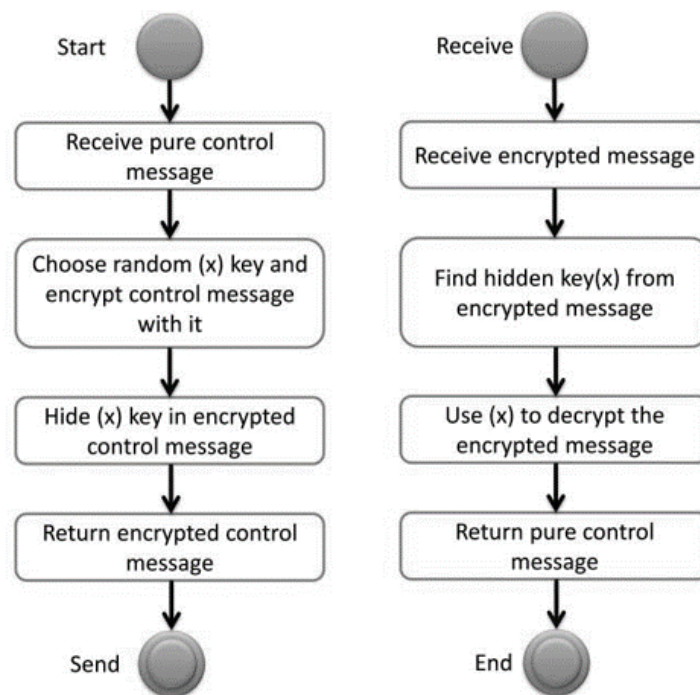 Start
Receive pure control
message
Choose random (x) key and
encrypt control message
with it
Hide (x) key in encrypted
control message
Return encrypted control
message
Send
Receive
Receive encrypted message
Find hidden key(x) from
encrypted message
Use (x) to decrypt the
encrypted message
Return pure control
message
End